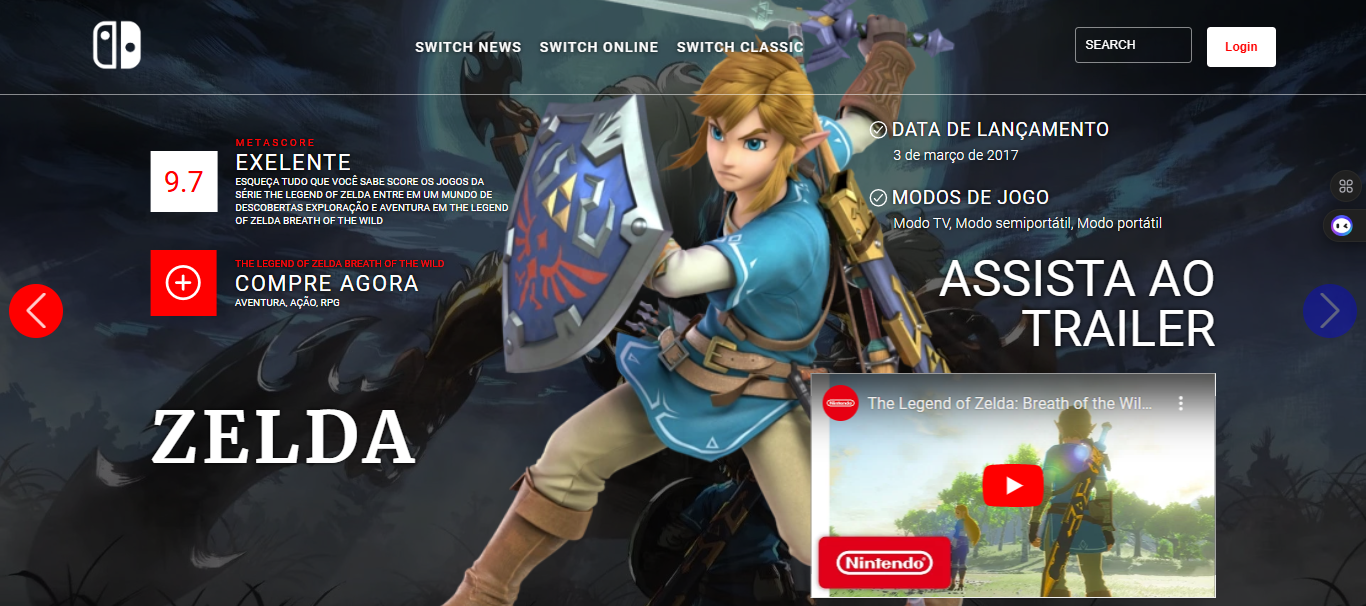 SWITCH NEWS SWITCH ONLINE SWITCH CLASSIC SEARCH Login
METASCORE
9.7
EXELENTE
ESQUEÇA TUDO QUE VOCÊ SABE SCORE OS JOGOS DA
SÉRIE THE LEGEND OF ZELDA ENTRE EM UM MUNDO DE
DESCOBERTAS EXPLORAÇÃO E AVENTURA EM THE LEGEND
OF ZELDA BREATH OF THE WILD
THE LEGEND OF ZELDA BREATH OF THE WILD
COMPRE AGORA
AVENTURA, AÇÃO, RPG
ZELDA
DATA DE LANÇAMENTO
3 de março de 2017
MODOS DE JOGO
Modo TV, Modo semiportátil, Modo portátil
ASSISTA AO
TRAILER
Nintendo
The Legend of Zelda: Breath of the Wil...
Nintendo